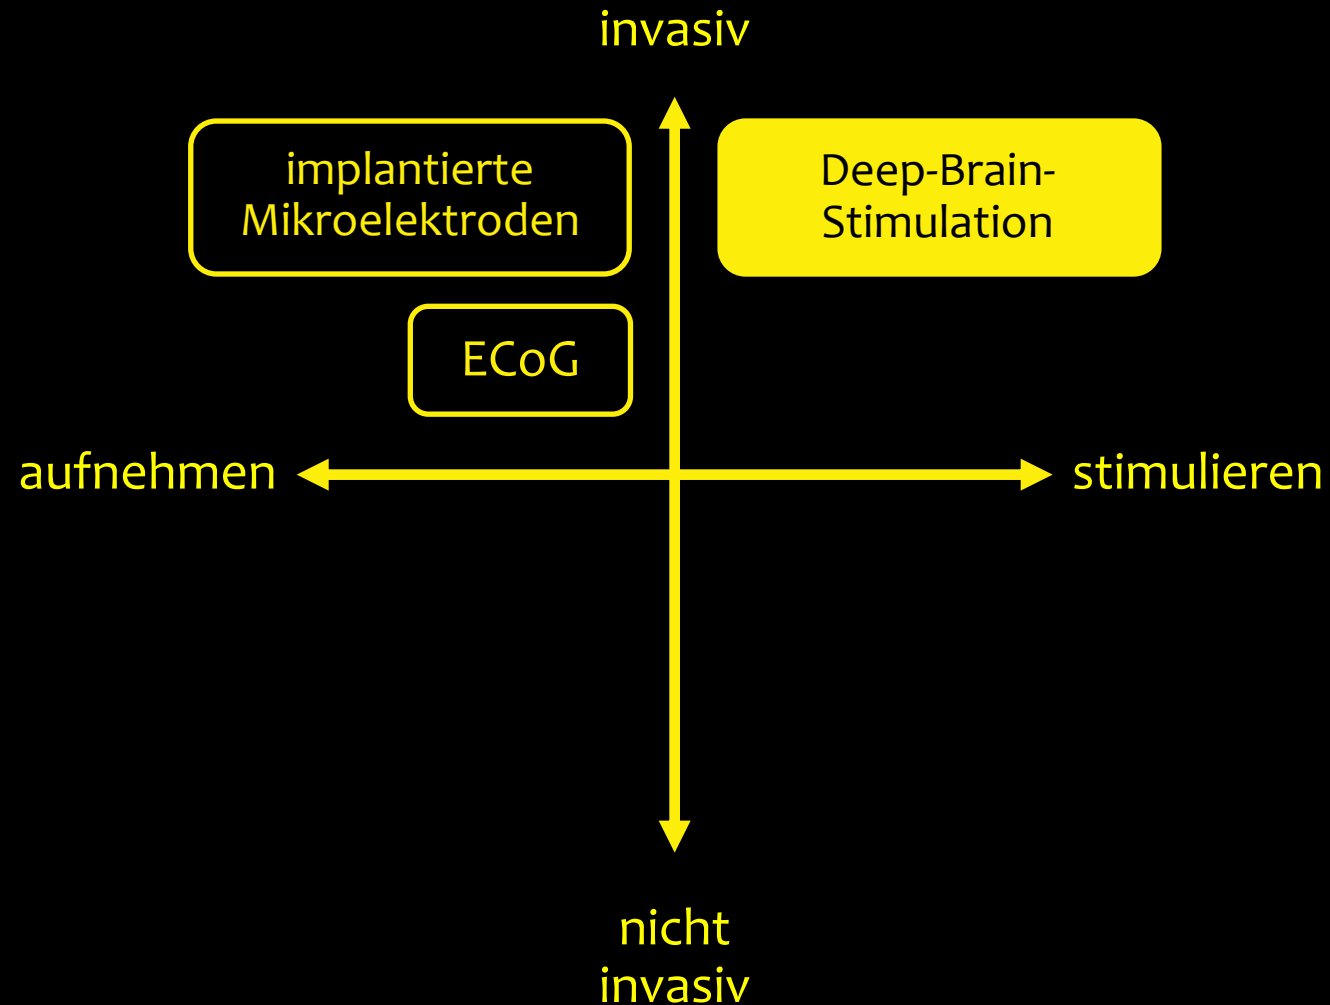 invasiv
implantierte
Mikroelektroden
Deep-Brain-
Stimulation
ECoG
aufnehmen
stimulieren
nicht
invasiv